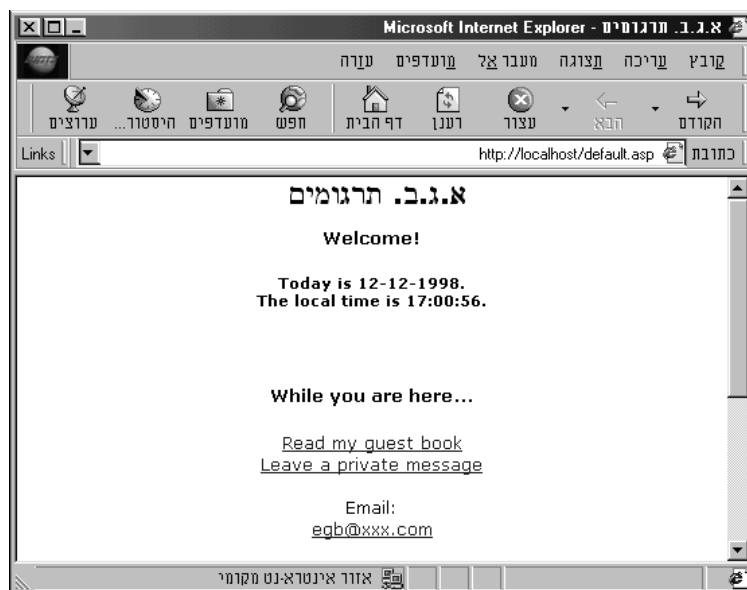 א.ג.ב. תרגומים - Microsoft Internet Explorer
קובץ עריכה תצוגה מעבר אל מועדפים עזרה
הקודם הבא עצור רענן דף הבית חפש מועדפים היסטור... ערוצים
כתובת http://localhost/default.asp Links
א.ג.ב. תרגומים
Welcome!
Today is 12-12-1998.
The local time is 17:00:56.
While you are here...
Read my guest book
Leave a private message
Email:
egb@xxx.com
אזור אינטרא-נט מקומי